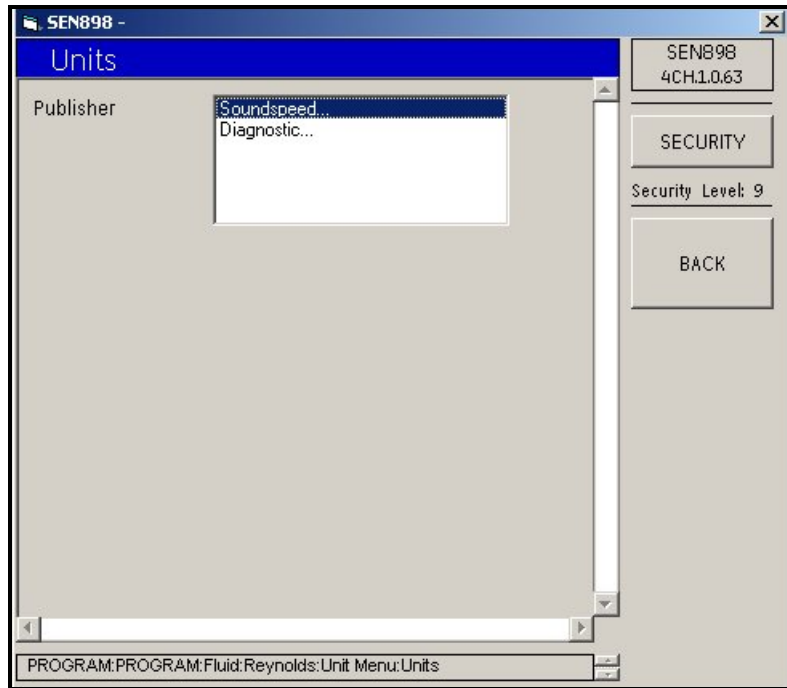 SEN898 -
Units
SEN898
4CH.1.0.63
Publisher
Soundspeed...
Diagnostic...
SECURITY
Security Level: 9
BACK
PROGRAM:PROGRAM:Fluid:Reynolds:Unit Menu:Units